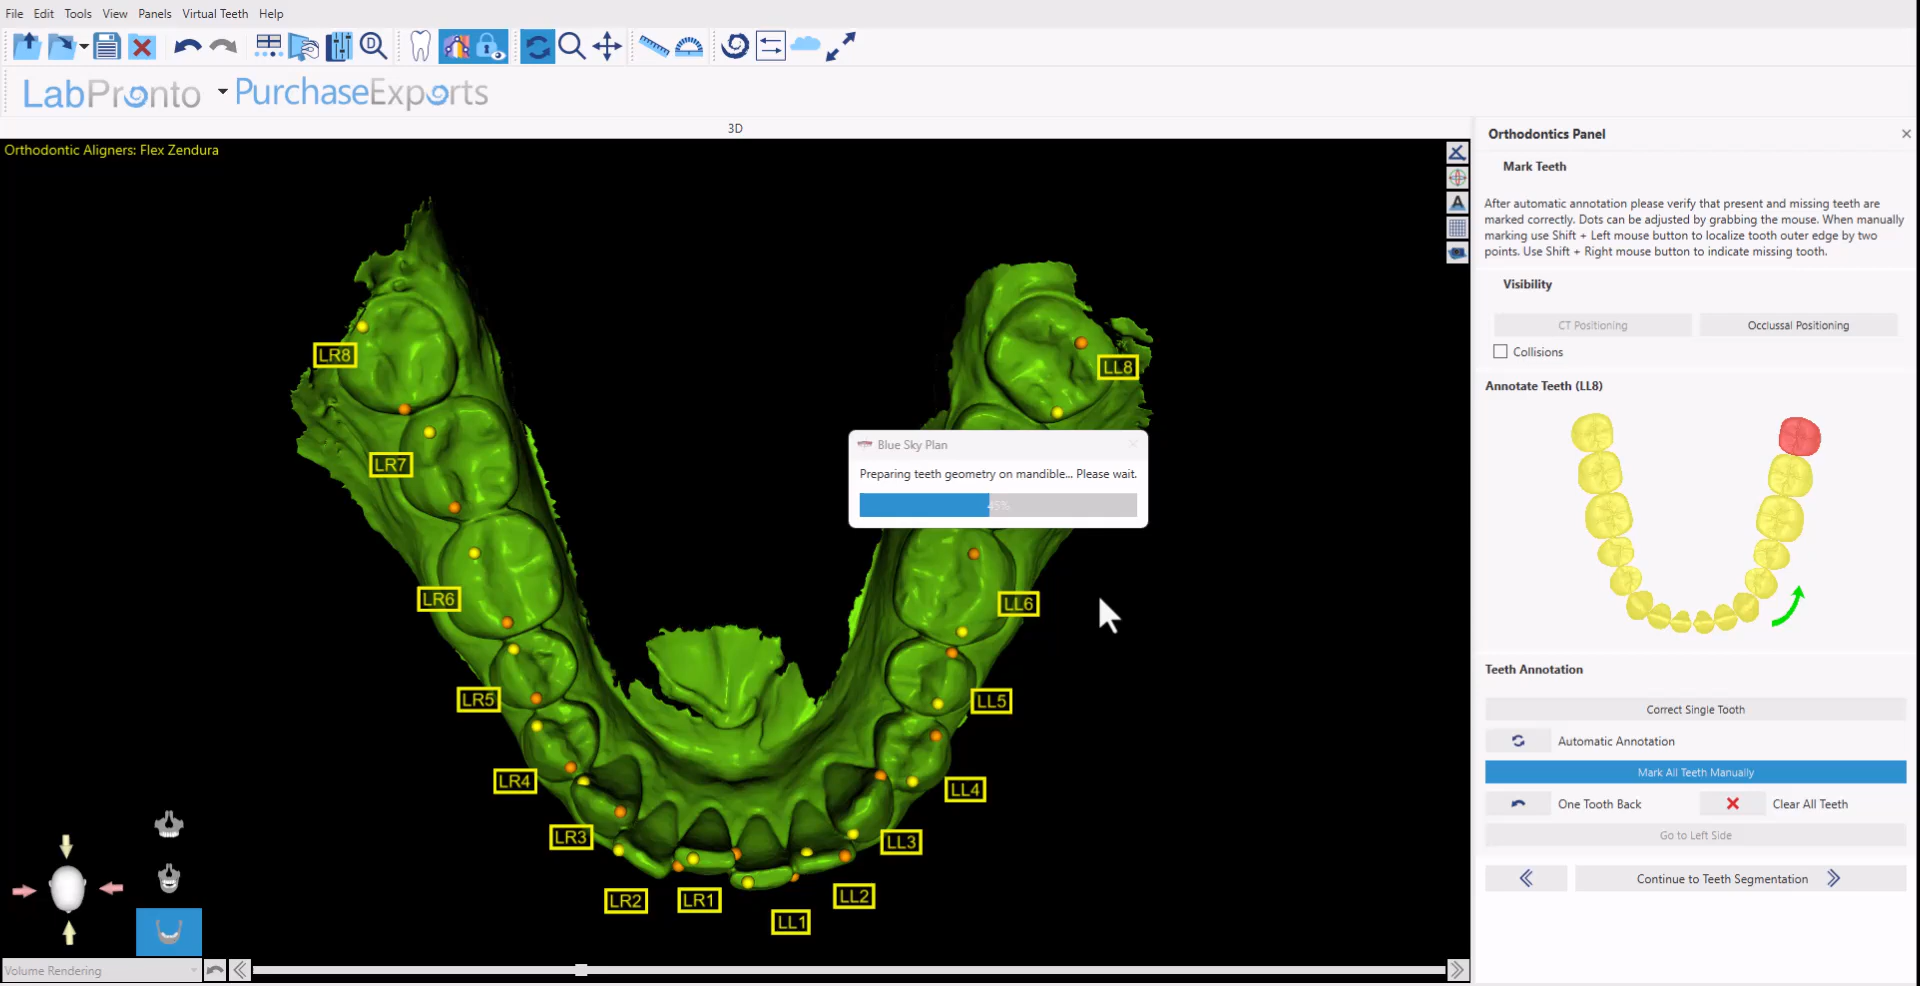 File Edit Tools View Panels Virtual Teeth Help
LabPronto PurchaseExports
3D
Orthodontic Aligners: Flex Zendura
LR8
LL8
LR7
LR6
LL6
LR5
LL5
LR4
LL4
LR3
LL3
LR2
LR1
LL1
LL2
Blue Sky Plan
Preparing teeth geometry on mandible... Please wait.
45%
Volume Rendering
Orthodontics Panel
Mark Teeth
After automatic annotation please verify that present and missing teeth are
marked correctly. Dots can be adjusted by grabbing the mouse. When manually
marking use Shift + Left mouse button to localize tooth outer edge by two
points. Use Shift + Right mouse button to indicate missing tooth.
Visibility
CT Positioning
Occlussal Positioning
Collisions
Annotate Teeth (LL8)
Teeth Annotation
Correct Single Tooth
Automatic Annotation
Mark All Teeth Manually
One Tooth Back
Clear All Teeth
Go to Left Side
Continue to Teeth Segmentation